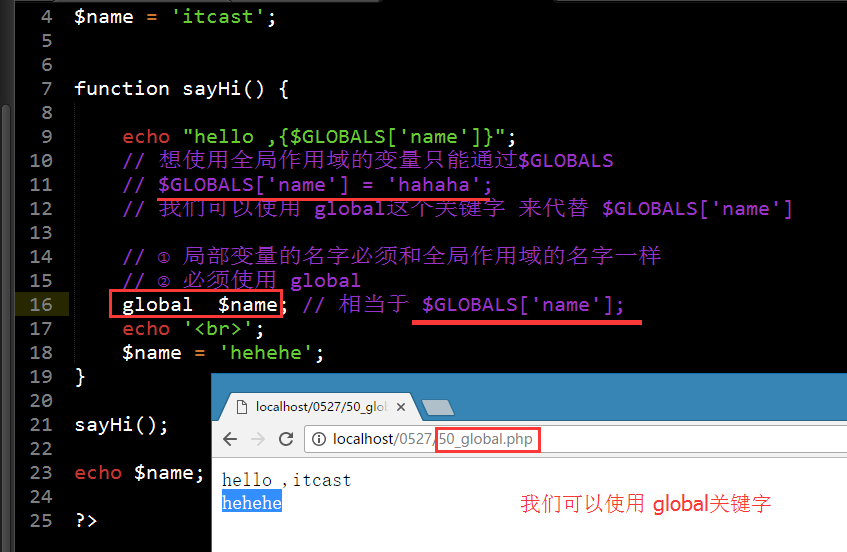 4 $name = 'itcast';
5
6
7 function sayHi() {
8
9 echo "hello ,{$GLOBALS['name']}";
10 // 想使用全局作用域的变量只能通过$GLOBALS
11 // $GLOBALS['name'] = 'hahaha';
12 // 我们可以使用 global这个关键字 来代替 $GLOBALS['name']
13
14 // ① 局部变量的名字必须和全局作用域的名字一样
15 // ② 必须使用 global
16 global $name; // 相当于 $GLOBALS['name'];
17 echo '<br>';
18 $name = 'hehehe';
19 }
20
21 sayHi();
22
23 echo $name;
24
25 ?>
localhost/0527/50_glo
localhost/0527/50_global.php
hello ,itcast
hehehe
我们可以使用 global关键字